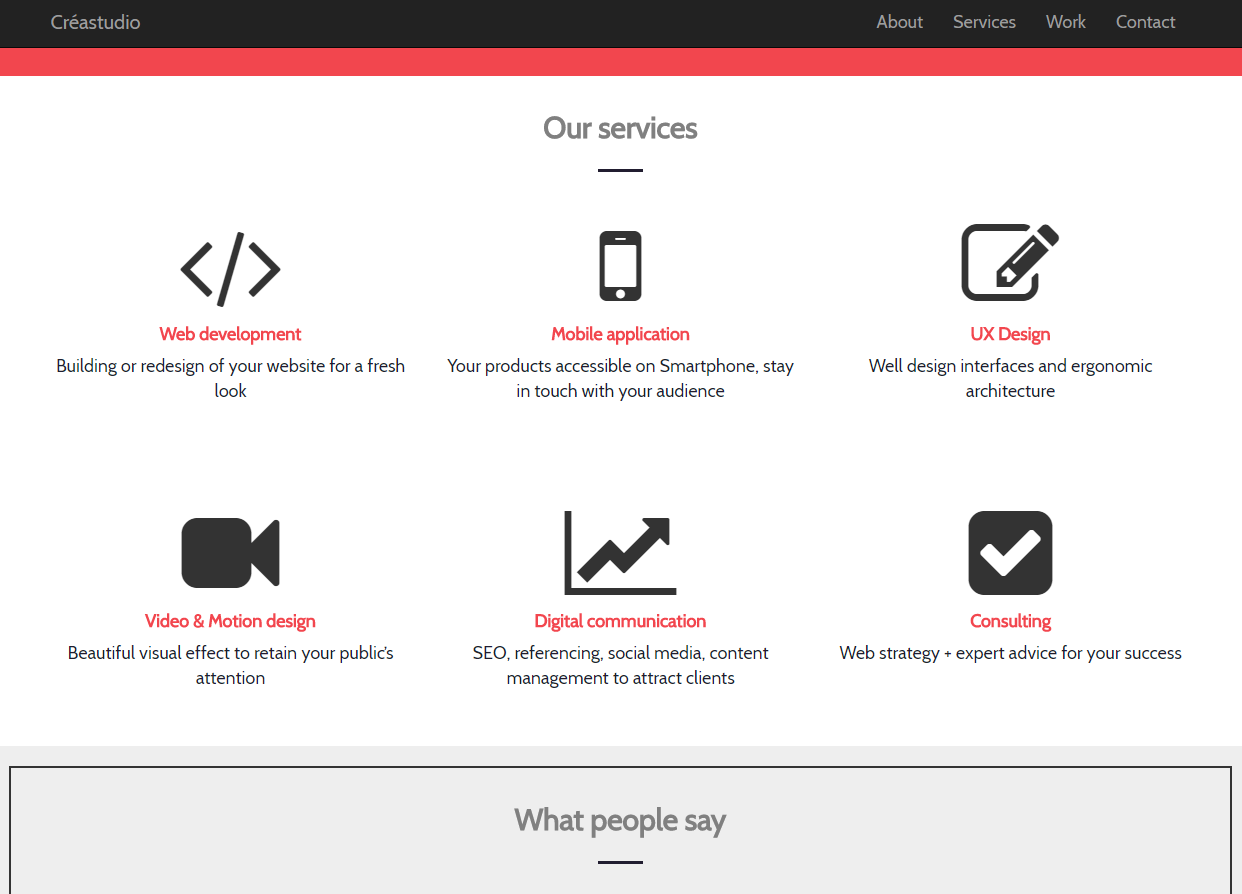 Créastudio
About Services Work Contact
Our services
Web development
Building or redesign of your website for a fresh
look
Mobile application
Your products accessible on Smartphone, stay
in touch with your audience
UX Design
Well design interfaces and ergonomic
architecture
Video & Motion design
Beautiful visual effect to retain your public's
attention
Digital communication
SEO, referencing, social media, content
management to attract clients
Consulting
Web strategy + expert advice for your success
What people say